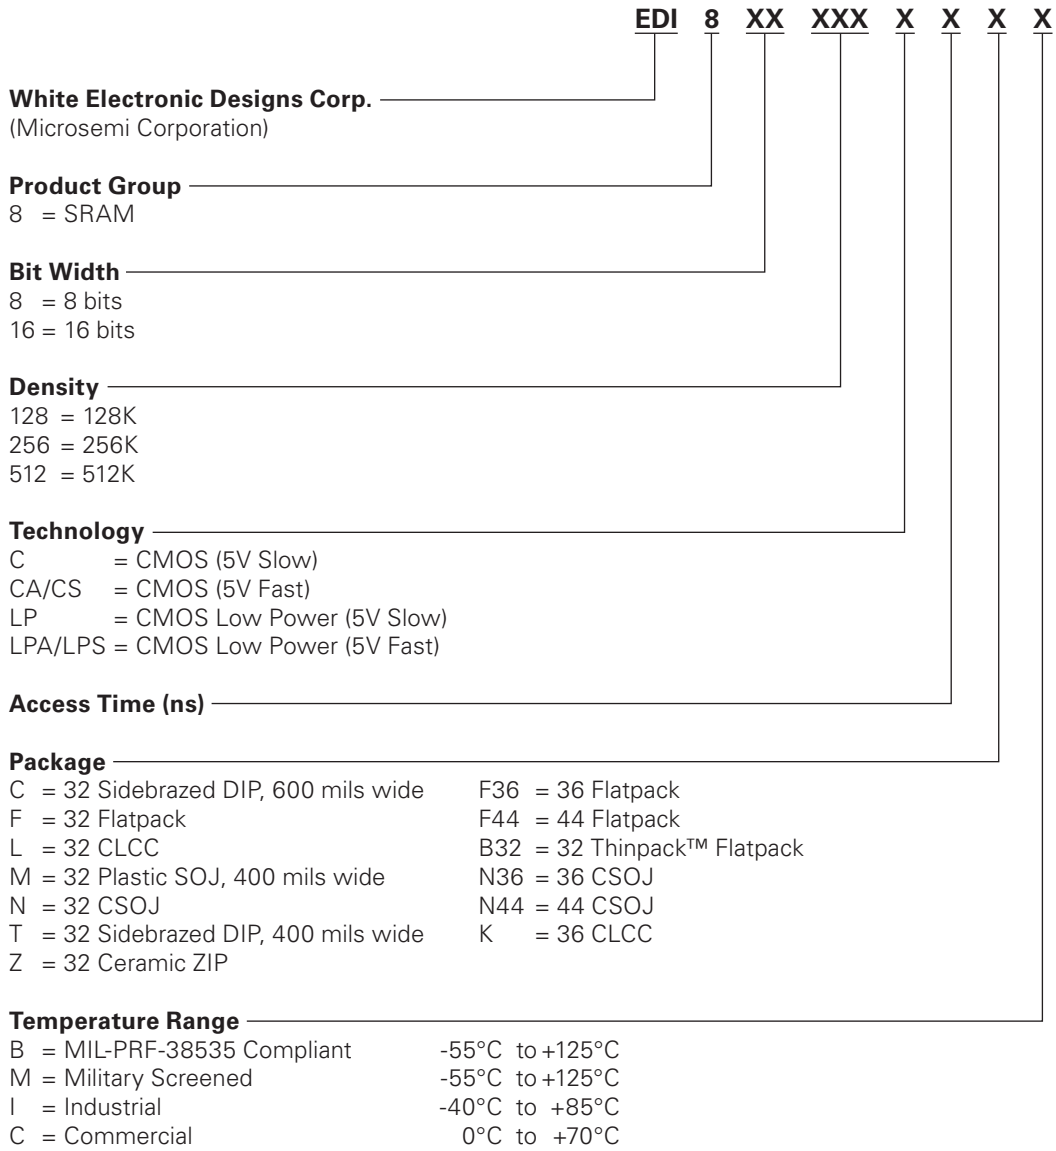 EDI 8 XX XXX X X X X
White Electronic Designs Corp.
(Microsemi Corporation)
Product Group
8 = SRAM
Bit Width
8 = 8 bits
16 = 16 bits
Density
128 = 128K
256 = 256K
512 = 512K
Technology
C = CMOS (5V Slow)
CA/CS = CMOS (5V Fast)
LP = CMOS Low Power (5V Slow)
LPA/LPS = CMOS Low Power (5V Fast)
Access Time (ns)
Package
C = 32 Sidebrazed DIP, 600 mils wide F36 = 36 Flatpack
F = 32 Flatpack F44 = 44 Flatpack
L = 32 CLCC B32 = 32 Thinpack™ Flatpack
M = 32 Plastic SOJ, 400 mils wide N36 = 36 CSOJ
N = 32 CSOJ N44 = 44 CSOJ
T = 32 Sidebrazed DIP, 400 mils wide K = 36 CLCC
Z = 32 Ceramic ZIP
Temperature Range
B = MIL-PRF-38535 Compliant -55°C to +125°C
M = Military Screened -55°C to +125°C
I = Industrial -40°C to +85°C
C = Commercial 0°C to +70°C